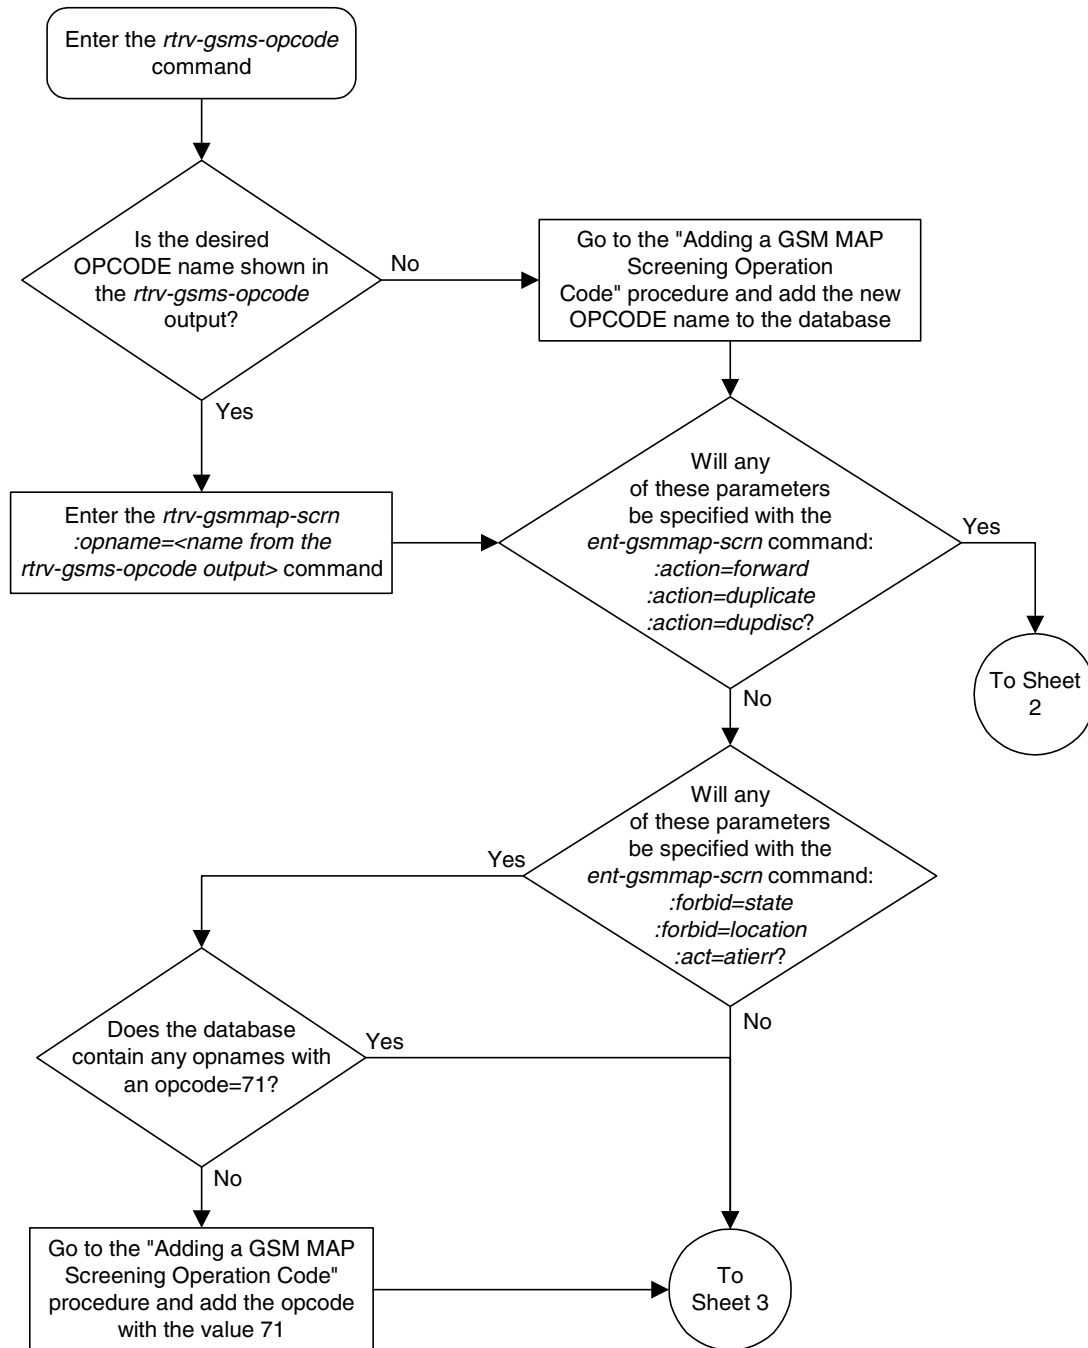 Enter the rtrv-gsms-opcode
command
Is the desired
OPCODE name shown in
the rtrv-gsms-opcode
output?
No
Go to the "Adding a GSM MAP
Screening Operation
Code" procedure and add the new
OPCODE name to the database
Yes
Enter the rtrv-gsmmap-scrn
:opname=<name from the
rtrv-gsms-opcode output> command
Will any
of these parameters
be specified with the
ent-gsmmap-scrn command:
:action=forward
:action=duplicate
:action=dupdisc?
Yes
To Sheet
2
No
Will any
of these parameters
be specified with the
ent-gsmmap-scrn command:
:forbid=state
:forbid=location
:act=atierr?
Yes
No
Does the database
contain any opnames with
an opcode=71?
Yes
No
Go to the "Adding a GSM MAP
Screening Operation Code"
procedure and add the opcode
with the value 71
To
Sheet 3